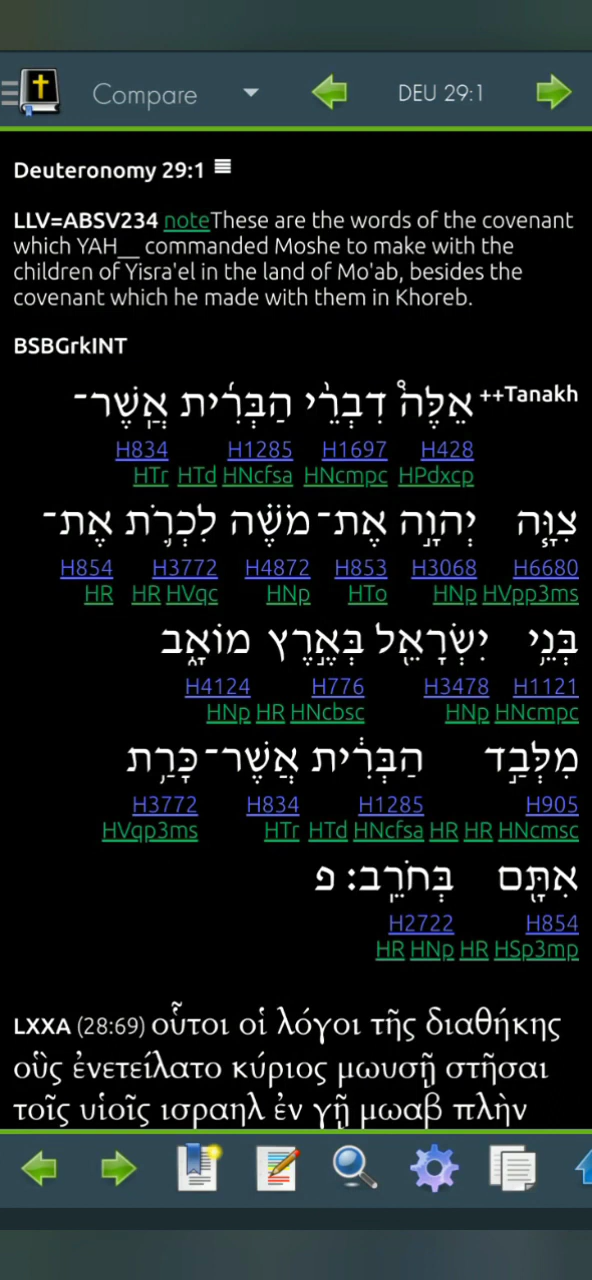 Compare
DEU 29:1
Deuteronomy 29:1
LLV=ABSV234 noteThese are the words of the covenant
which YAH__ commanded Moshe to make with the
children of Yisra'el in the land of Mo'ab, besides the
covenant which he made with them in Khoreb.
BSBGrkINT
++Tanakh אֵלֶּה֩ דִבְרֵ֨י הַבְּרִ֜ית אֲֽשֶׁר־
H834 H1285 H1697 H428
HTr HTd HNcfsa HNcmpc HPdxcp
צִוָּ֧ה יְהוָ֣ה אֶת־מֹשֶׁ֗ה לִכְרֹ֛ת אֶת־
H854 H3772 H4872 H853 H3068 H6680
HR HR HVqc HNp HTo HNp HVpp3ms
בְּנֵ֥י יִשְׂרָאֵ֖ל בְּאֶ֣רֶץ מוֹאָ֑ב
H4124 H776 H3478 H1121
HNp HR HNcbsc HNp HNcmpc
מִלְּבַ֣ד הַבְּרִ֔ית אֲשֶׁר־כָּרַ֥ת
H3772 H834 H1285 H905
HVqp3ms HTr HTd HNcfsa HR HR HNcmsc
אִתָּ֖ם בְּחֹרֵֽב׃ פ
H2722 H854
HR HNp HR HSp3mp
LXXA (28:69) οὗτοι οἱ λόγοι τῆς διαθήκης
οὓς ἐνετείλατο κύριος μωυσῇ στῆσαι
τοῖς υἱοῖς ισραηλ ἐν γῇ μωαβ πλὴν